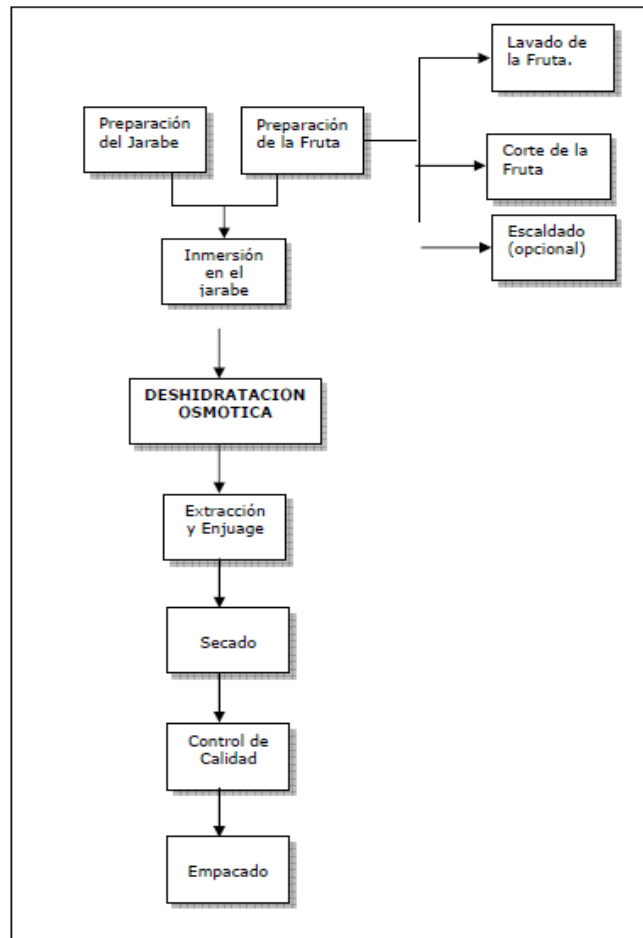 Lavado de
la Fruta.
Preparación
del Jarabe
Preparación
de la Fruta
Corte de la
Fruta
Escaldado
(opcional)
Inmersión
en el
jarabe
DESHIDRATACION
OSMOTICA
Extracción
y Enjuage
Secado
Control de
Calidad
Empacado